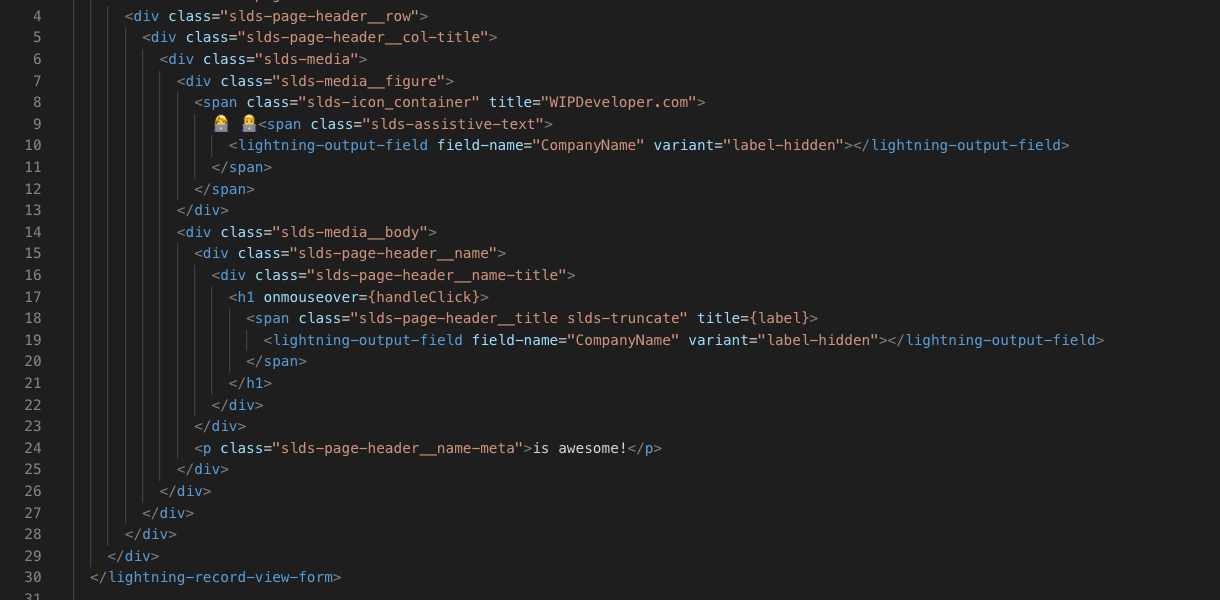 4 <div class="slds-page-header__row">
5 <div class="slds-page-header__col-title">
6 <div class="slds-media">
7 <div class="slds-media__figure">
8 <span class="slds-icon_container" title="WIPDeveloper.com">
9 👩‍💻 👨‍💻<span class="slds-assistive-text">
10 <lightning-output-field field-name="CompanyName" variant="label-hidden"></lightning-output-field>
11 </span>
12 </span>
13 </div>
14 <div class="slds-media__body">
15 <div class="slds-page-header__name">
16 <div class="slds-page-header__name-title">
17 <h1 onmouseover={handleClick}>
18 <span class="slds-page-header__title slds-truncate" title={label}>
19 <lightning-output-field field-name="CompanyName" variant="label-hidden"></lightning-output-field>
20 </span>
21 </h1>
22 </div>
23 </div>
24 <p class="slds-page-header__name-meta">is awesome!</p>
25 </div>
26 </div>
27 </div>
28 </div>
29 </div>
30 </lightning-record-view-form>
31